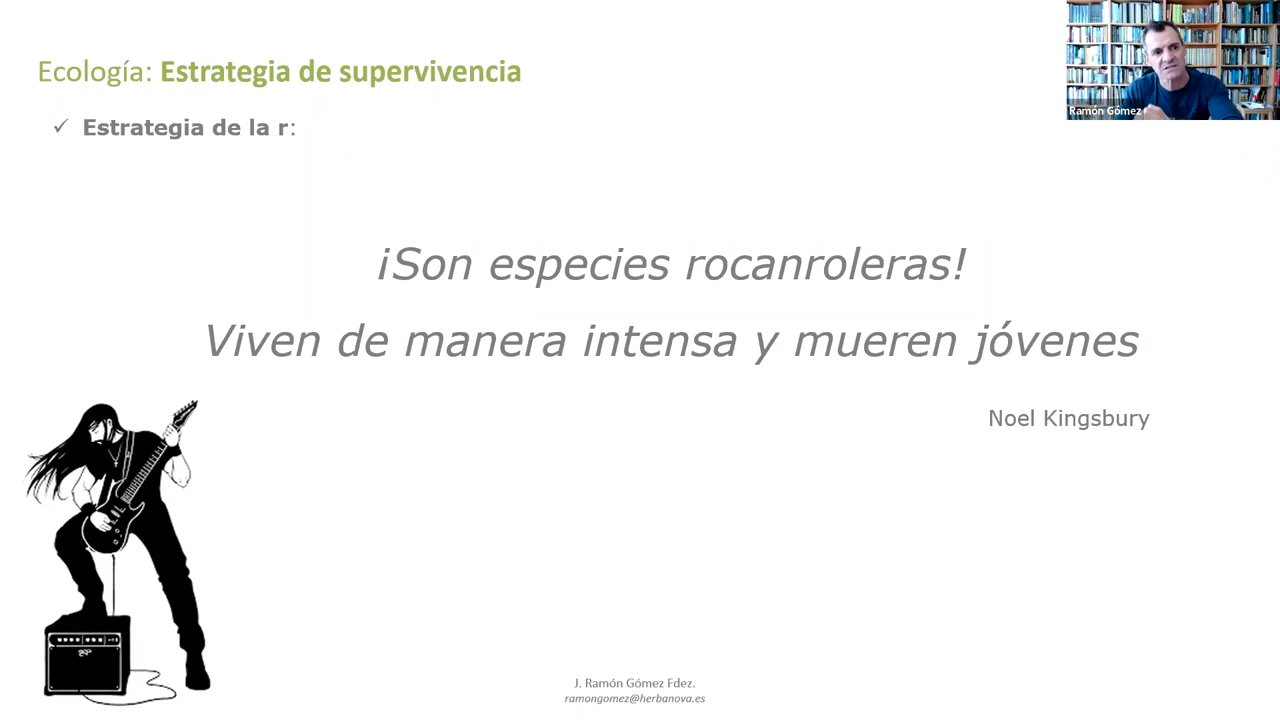 Ecología: Estrategia de supervivencia
Ramón Gómez
✓ Estrategia de la r:
¡Son especies rocanroleras!
Viven de manera intensa y mueren jóvenes
Noel Kingsbury
J. Ramón Gómez Fdez.
ramongomez@herbanova.es